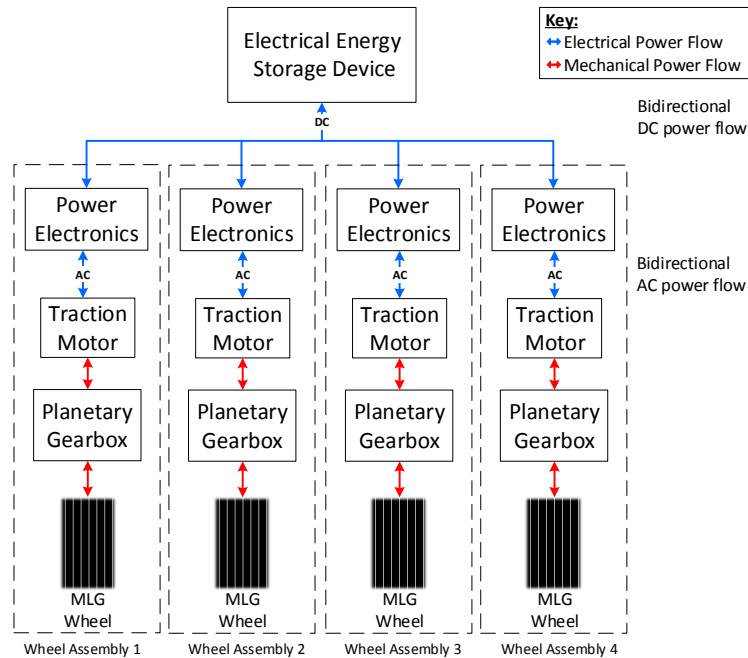 Electrical Energy
Storage Device
Key:
Electrical Power Flow
Mechanical Power Flow
DC
Bidirectional
DC power flow
Power
Electronics
Power
Electronics
Power
Electronics
Power
Electronics
AC
AC
AC
AC
Bidirectional
AC power flow
Traction
Motor
Traction
Motor
Traction
Motor
Traction
Motor
Planetary
Gearbox
Planetary
Gearbox
Planetary
Gearbox
Planetary
Gearbox
MLG
Wheel
MLG
Wheel
MLG
Wheel
MLG
Wheel
Wheel Assembly 1
Wheel Assembly 2
Wheel Assembly 3
Wheel Assembly 4